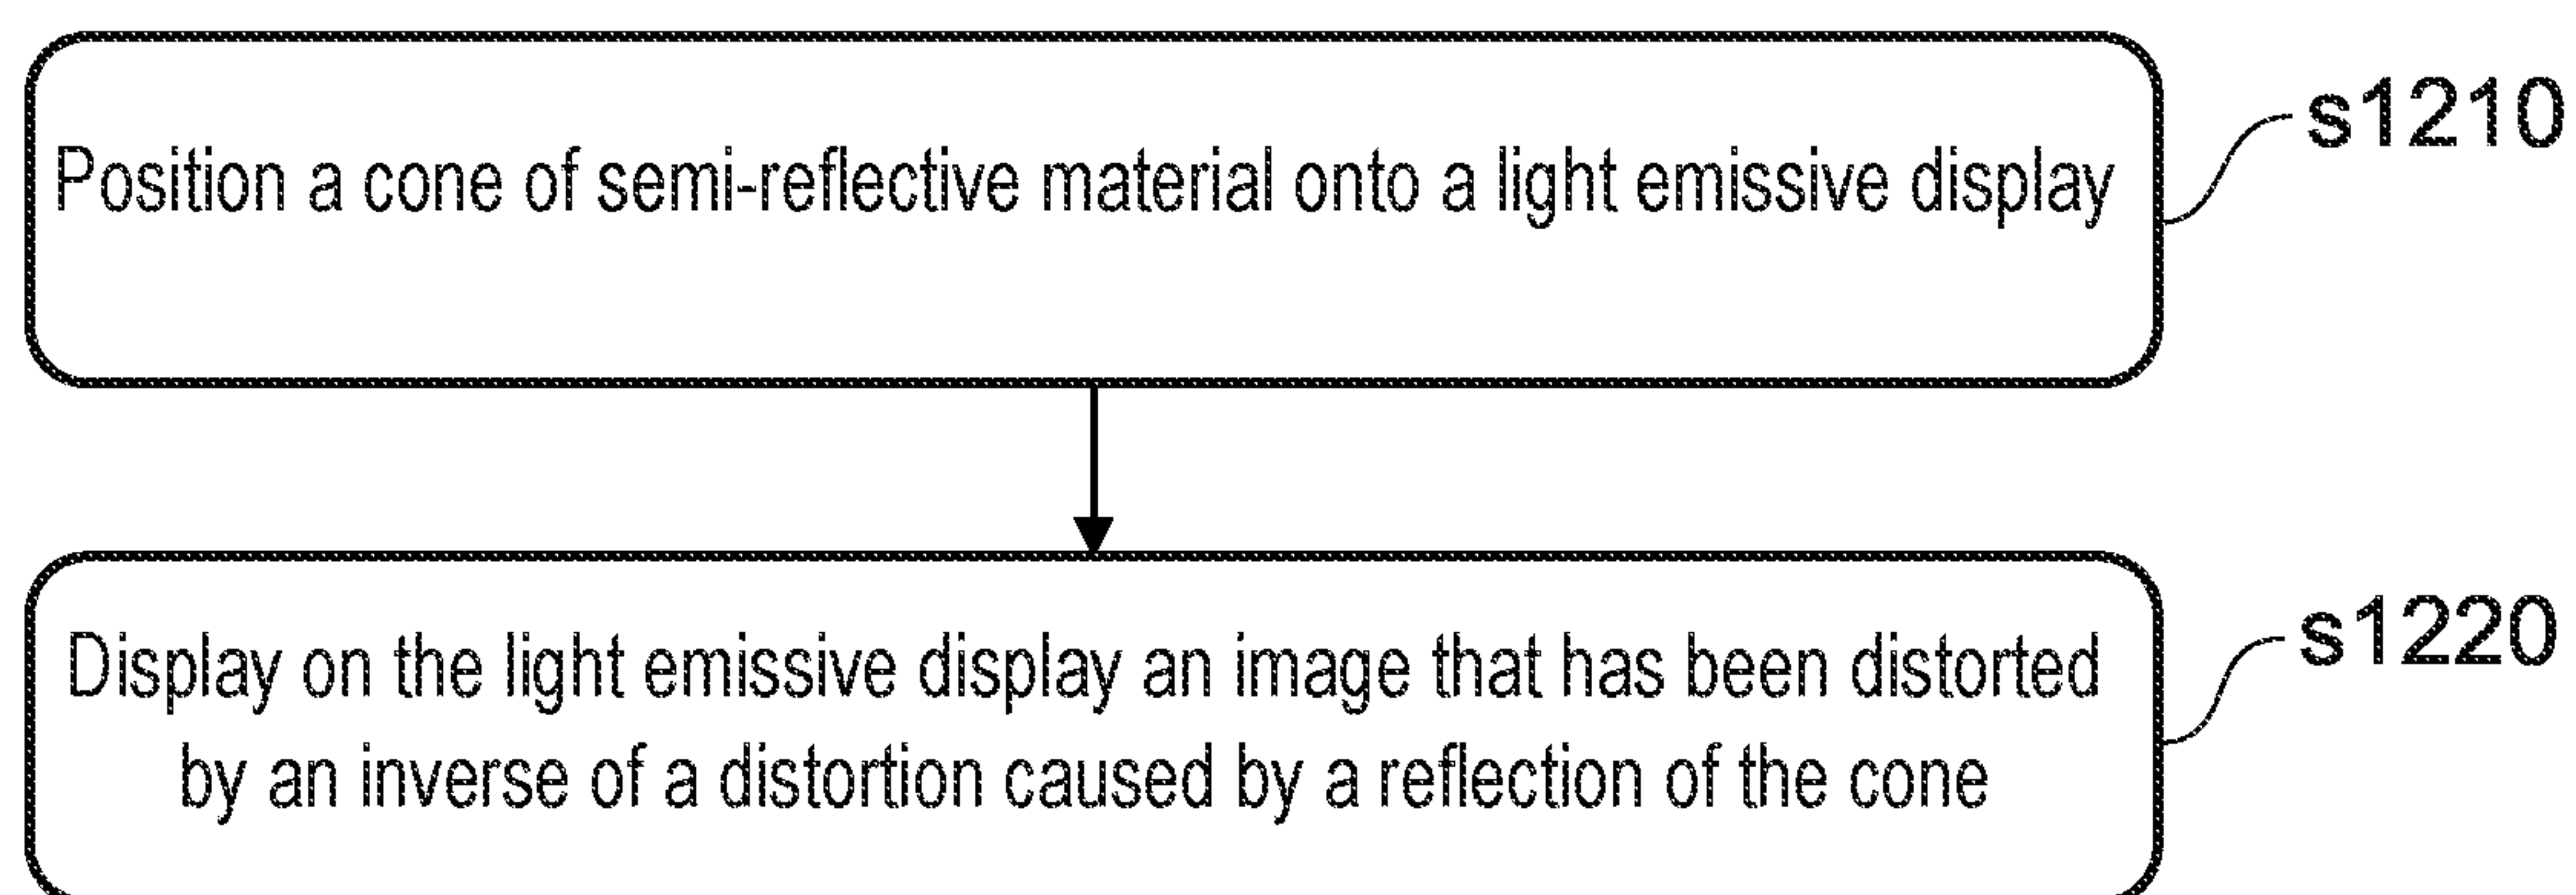 Position a cone of semi-reflective material onto a light emissive display
s1210
Display on the light emissive display an image that has been distorted
by an inverse of a distortion caused by a reflection of the cone
s1220